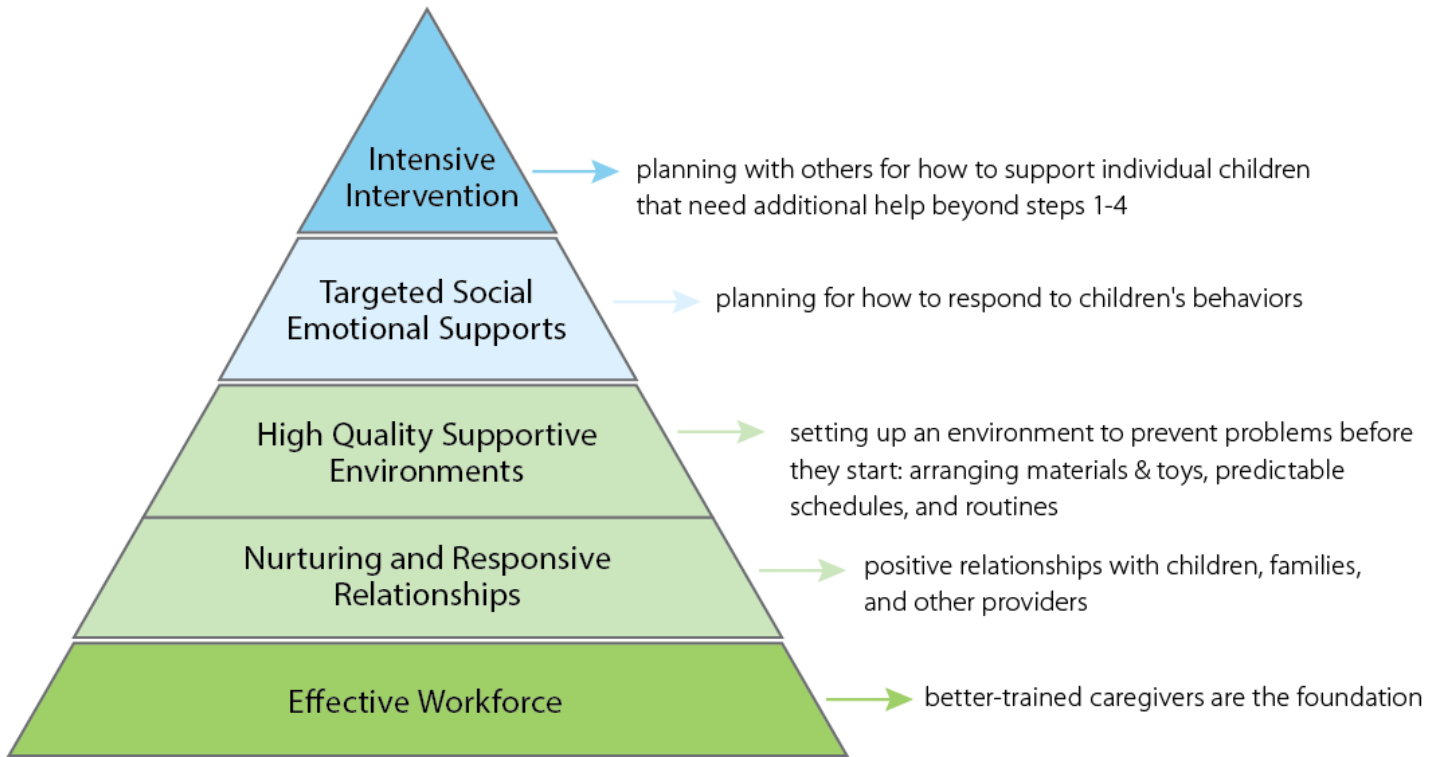 Intensive
Intervention
planning with others for how to support individual children
that need additional help beyond steps 1-4
Targeted Social
Emotional Supports
planning for how to respond to children's behaviors
High Quality Supportive
Environments
setting up an environment to prevent problems before
they start: arranging materials & toys, predictable
schedules, and routines
Nurturing and Responsive
Relationships
positive relationships with children, families,
and other providers
Effective Workforce
better-trained caregivers are the foundation